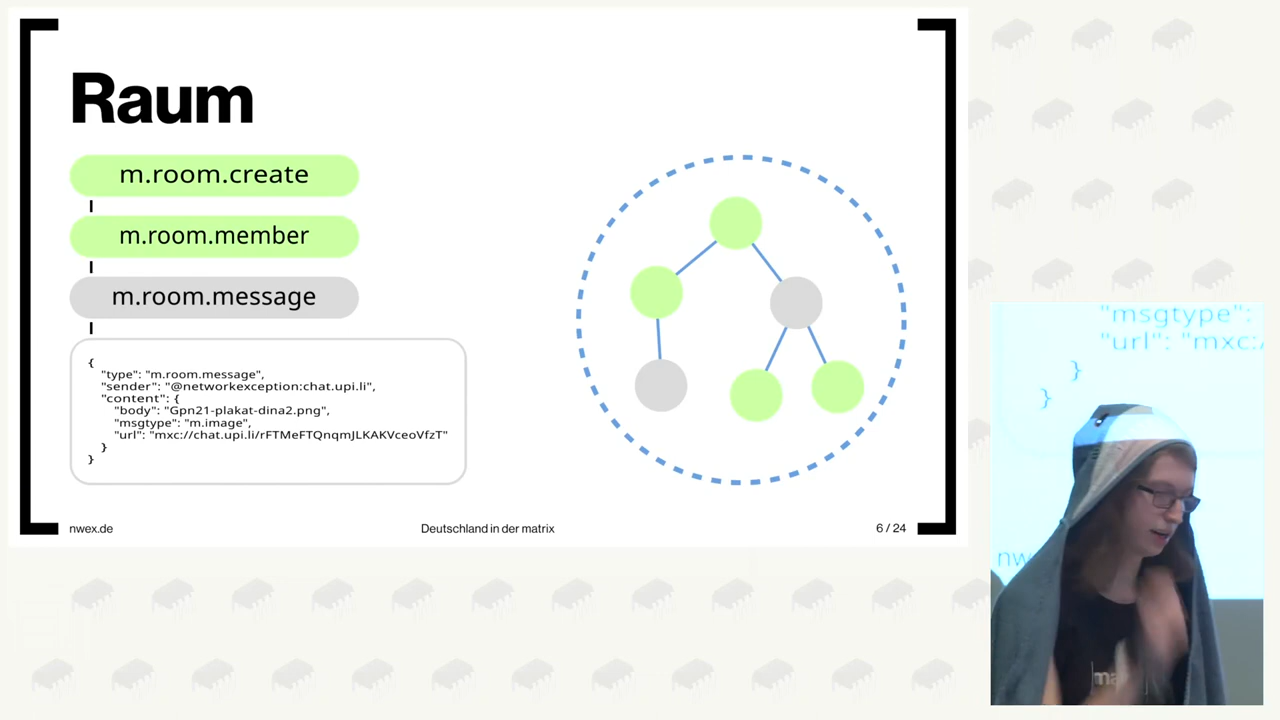 Raum
m.room.create
m.room.member
m.room.message
{
"type": "m.room.message",
"sender": "@networkexception:chat.upi.li",
"content": {
"body": "Gpn21-plakat-dina2.png",
"msgtype": "m.image",
"url": "mxc://chat.upi.li/rFTMeFTQnqmJLKAKVceoVfzT"
}
}
nwex.de
Deutschland in der matrix
6 / 24
"msgtype":
"url": "mxc:/
}
}
nw
[ma